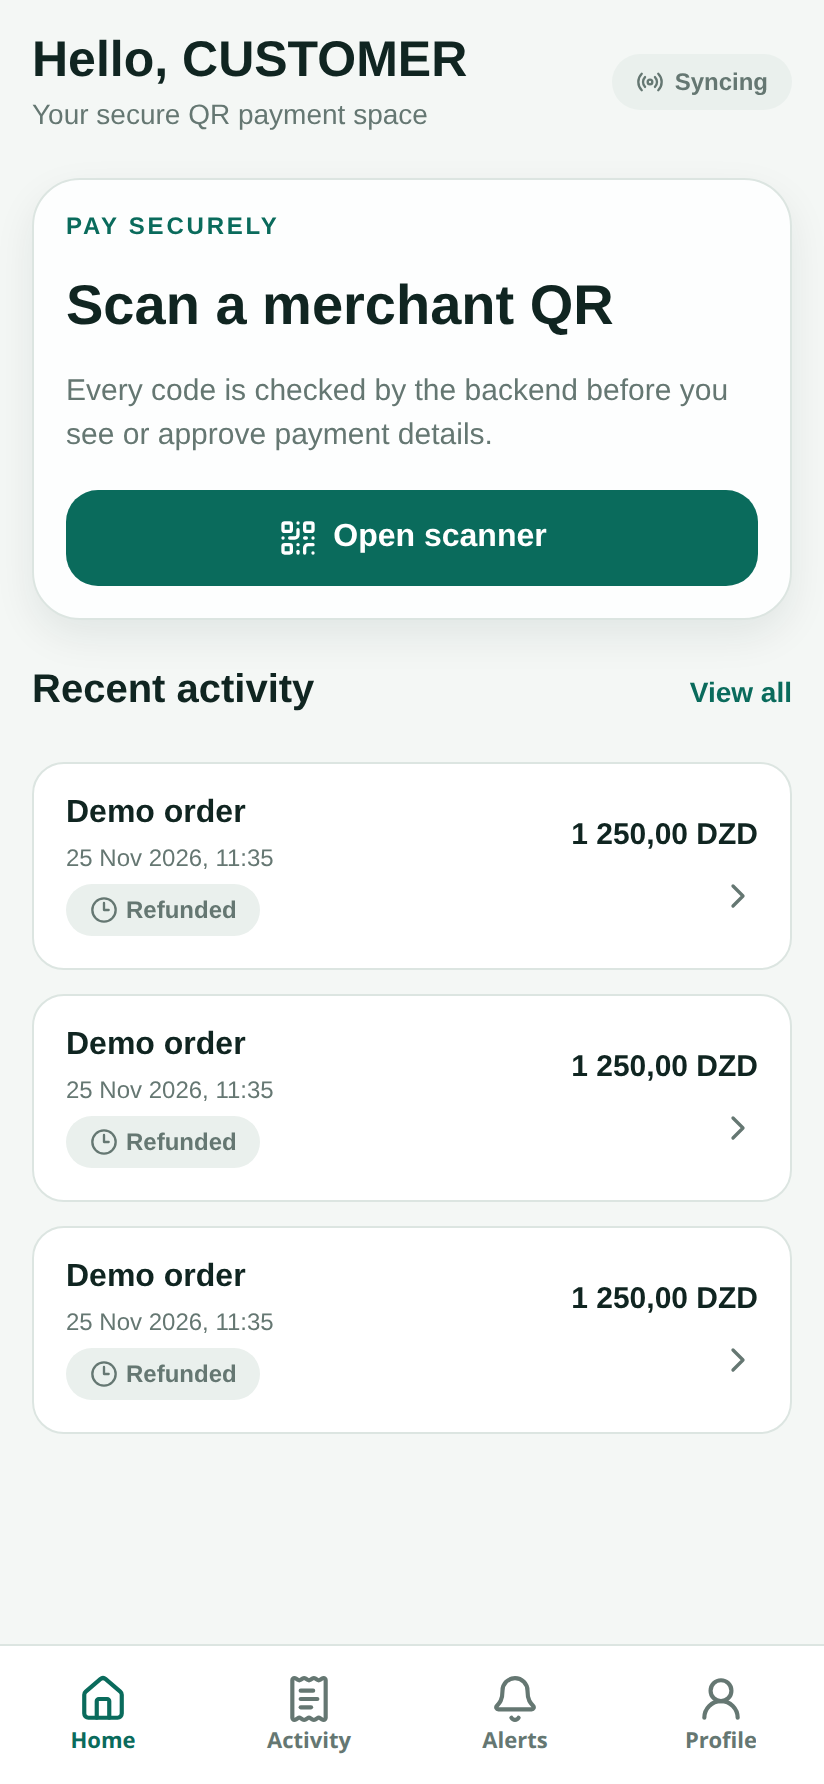 Hello, CUSTOMER
Syncing
Your secure QR payment space
PAY SECURELY
Scan a merchant QR
Every code is checked by the backend before you
see or approve payment details.
Open scanner
Recent activity
View all
Demo order
1 250,00 DZD
25 Nov 2026, 11:35
Refunded
Demo order
1 250,00 DZD
25 Nov 2026, 11:35
Refunded
Demo order
1 250,00 DZD
25 Nov 2026, 11:35
Refunded
Home
Activity
Alerts
Profile